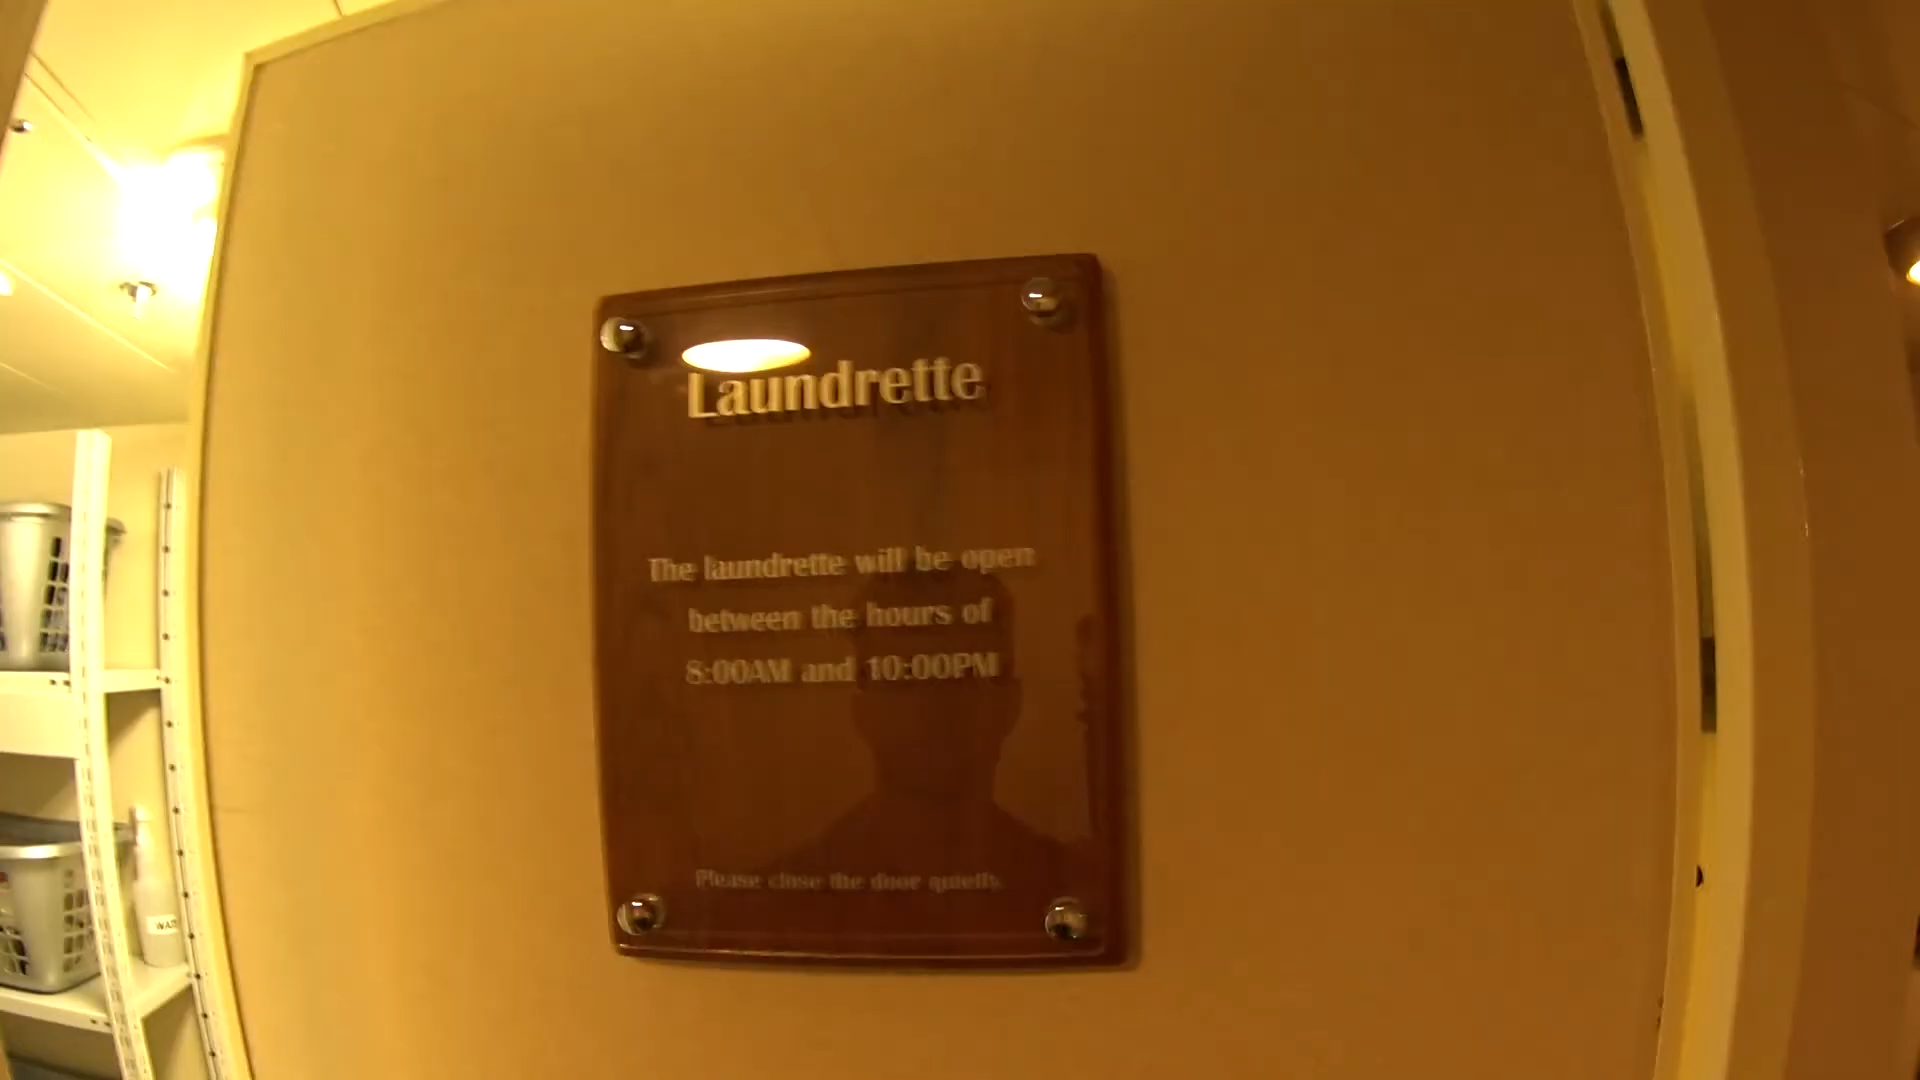 Laundrette
The laundrette will be open
between the hours of
8:00AM and 10:00PM
Please close the door quietly.